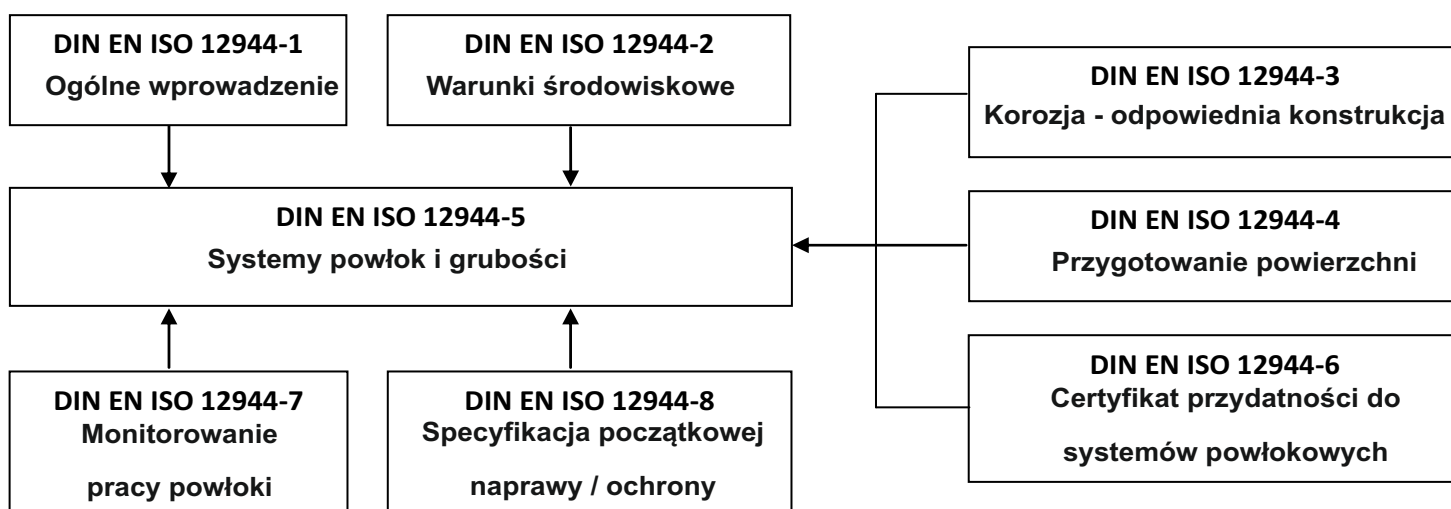 DIN EN ISO 12944-1
Ogólne wprowadzenie
DIN EN ISO 12944-2
Warunki środowiskowe
DIN EN ISO 12944-3
Korozja - odpowiednia konstrukcja
DIN EN ISO 12944-5
Systemy powłok i grubości
DIN EN ISO 12944-4
Przygotowanie powierzchni
DIN EN ISO 12944-7
Monitorowanie
pracy powłoki
DIN EN ISO 12944-8
Specyfikacja początkowej
naprawy / ochrony
DIN EN ISO 12944-6
Certyfikat przydatności do
systemów powłokowych